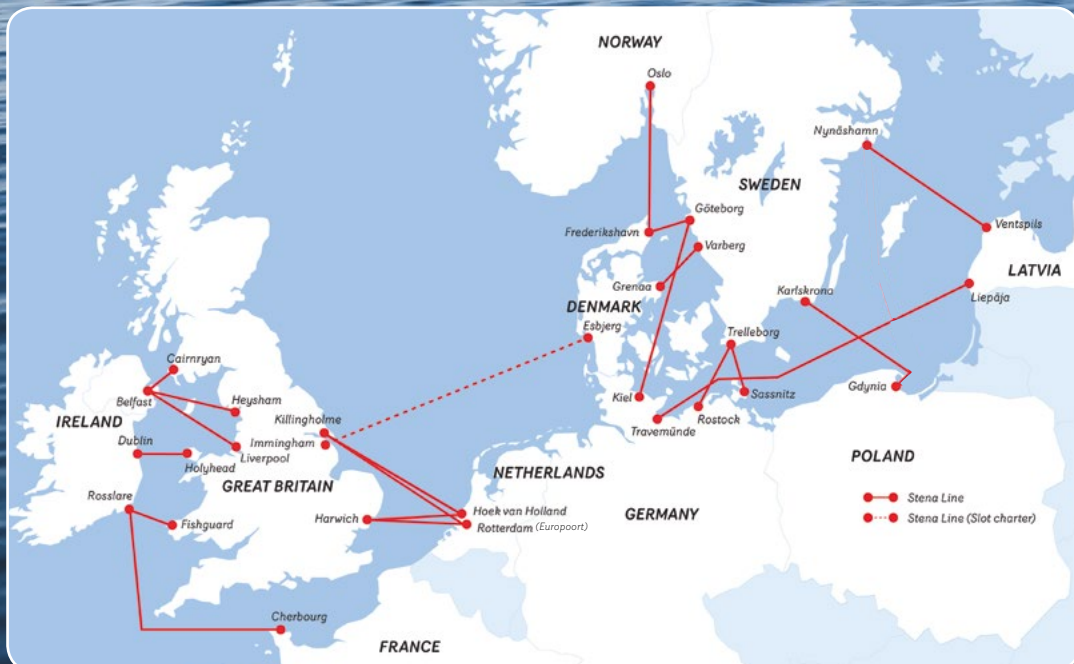 NORWAY
Oslo
Nynäshamn
SWEDEN
Göteborg
Frederikshavn
Varberg
Ventspils
LATVIA
Grenaa
Karlskrona
Liepāja
DENMARK
Esbjerg
Trelleborg
Cairnryan
Belfast
Heysham
Kiel
Sassnitz
Gdynia
Travemünde
Rostock
IRELAND
Killingholme
Dublin
Immingham
Liverpool
Holyhead
GREAT BRITAIN
NETHERLANDS
POLAND
Rosslare
Fishguard
Harwich
Hoek van Holland
Rotterdam (Europoort)
GERMANY
Stena Line
Stena Line (Slot charter)
Cherbourg
FRANCE